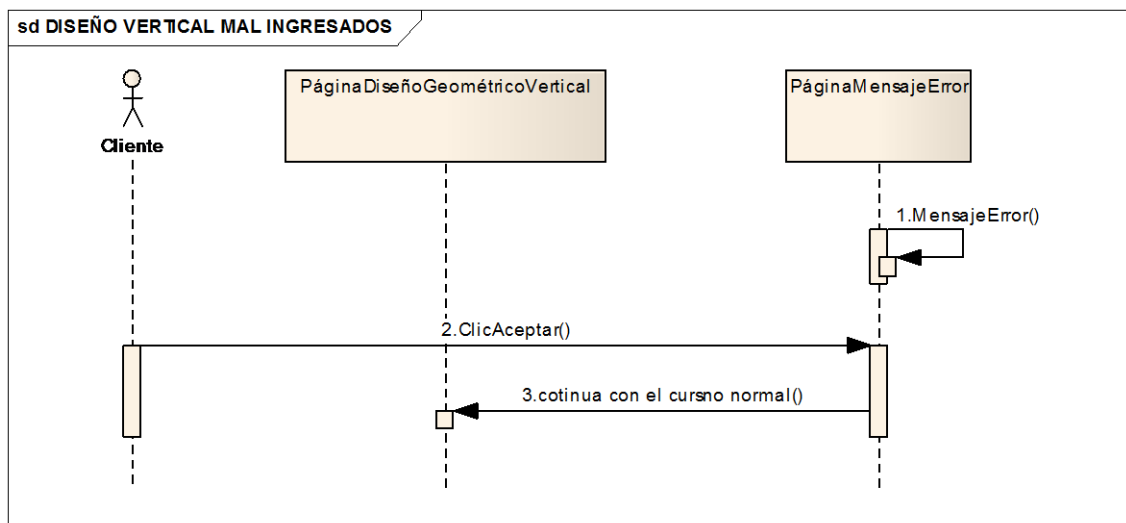 sd DISEÑO VERTICAL MAL INGRESADOS
Cliente
PáginaDiseñoGeométricoVertical
PáginaMensajeError
1.MensajeError()
2.ClicAceptar()
3.cotinua con el cursno normal()